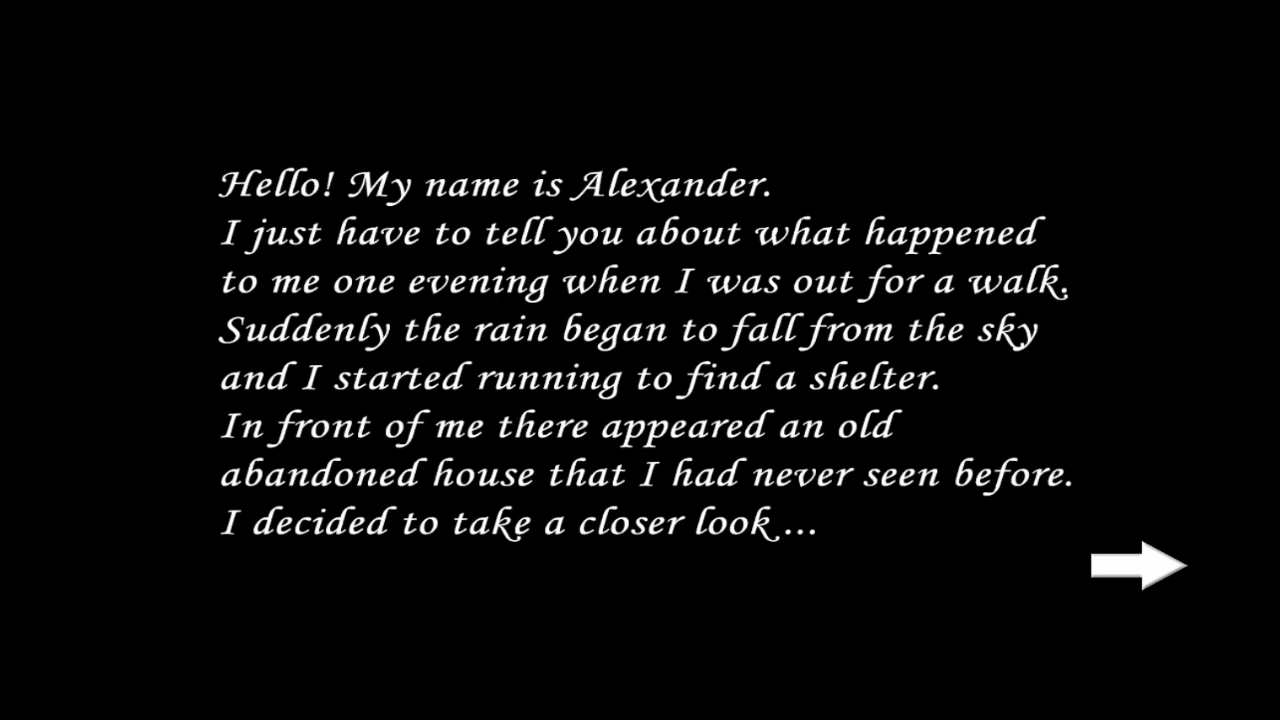 Hello! My name is Alexander.
I just have to tell you about what happened
to me one evening when I was out for a walk.
Suddenly the rain began to fall from the sky
and I started running to find a shelter.
In front of me there appeared an old
abandoned house that I had never seen before.
I decided to take a closer look ...